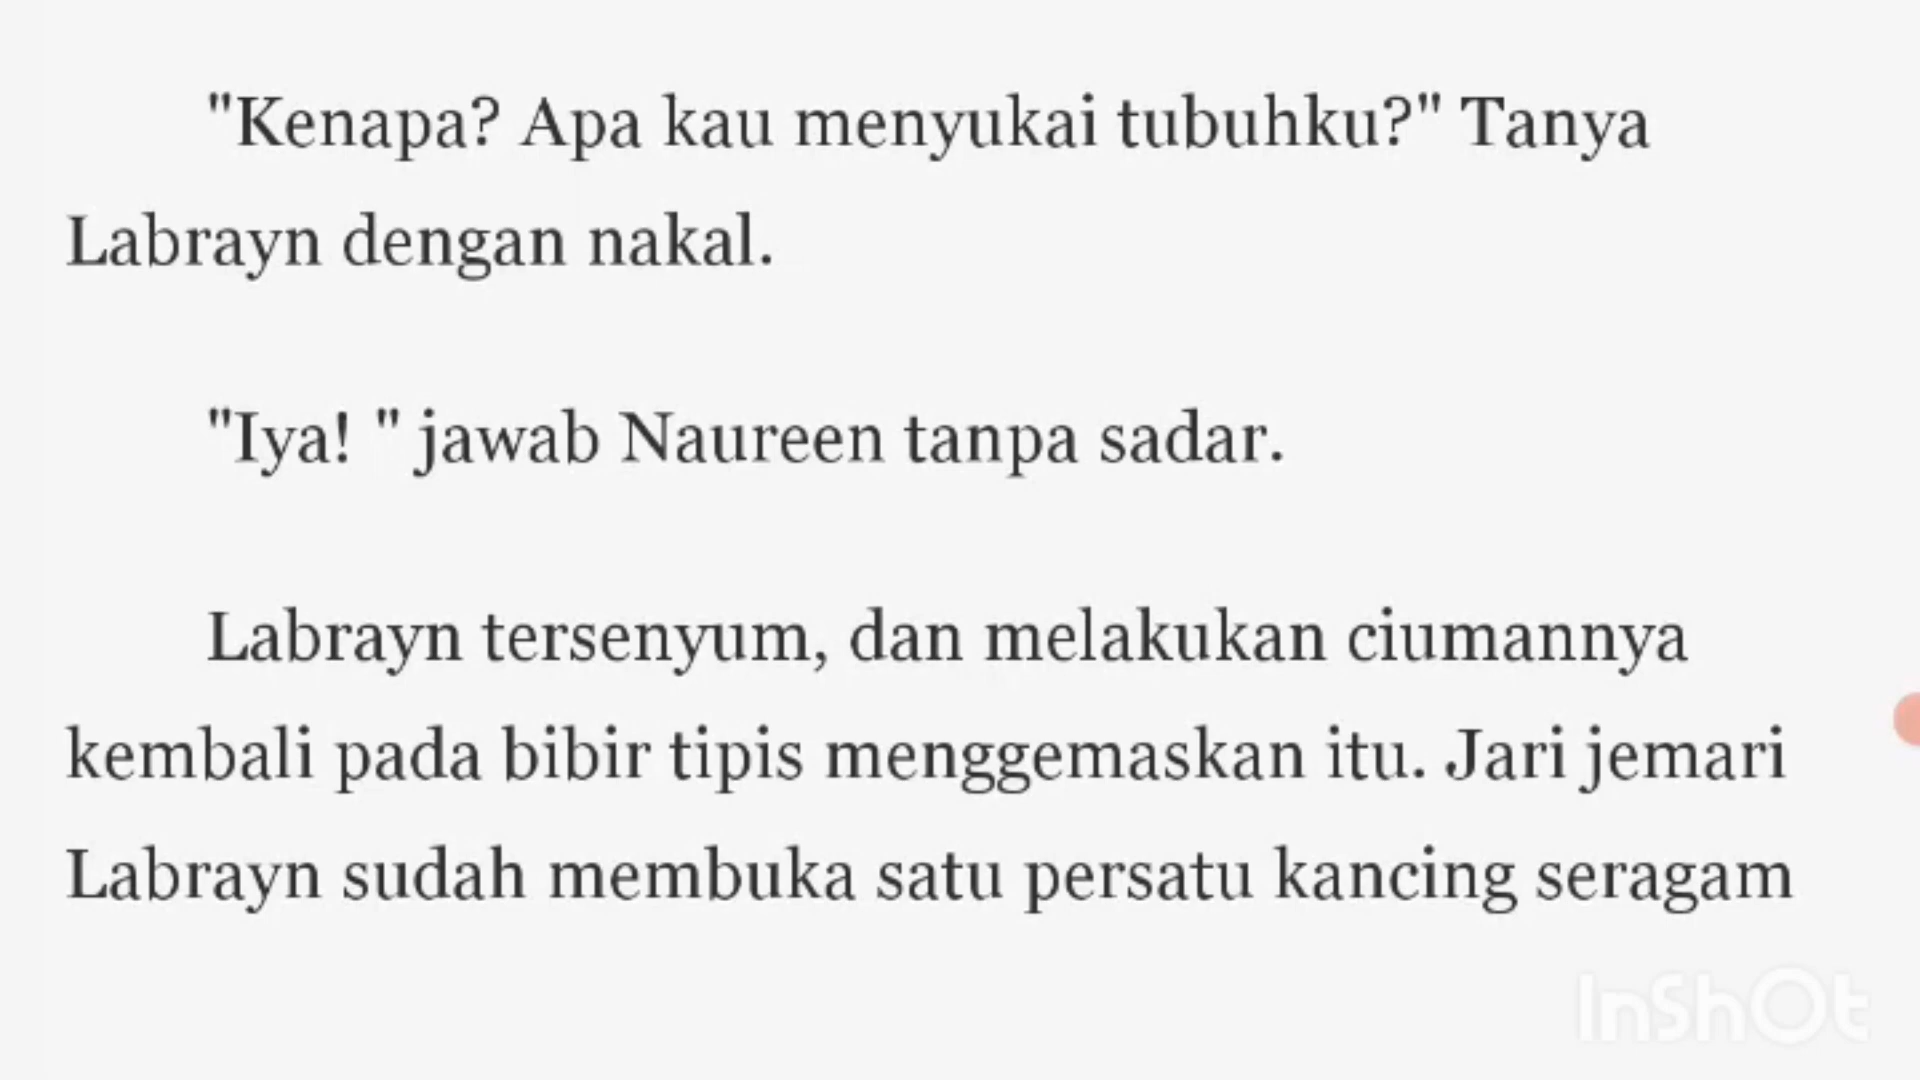 "Kenapa? Apa kau menyukai tubuhku?" Tanya
Labrayn dengan nakal.
"Iya! " jawab Naureen tanpa sadar.
Labrayn tersenyum, dan melakukan ciumannya
kembali pada bibir tipis menggemaskan itu. Jari jemari
Labrayn sudah membuka satu persatu kancing seragam
InShOt